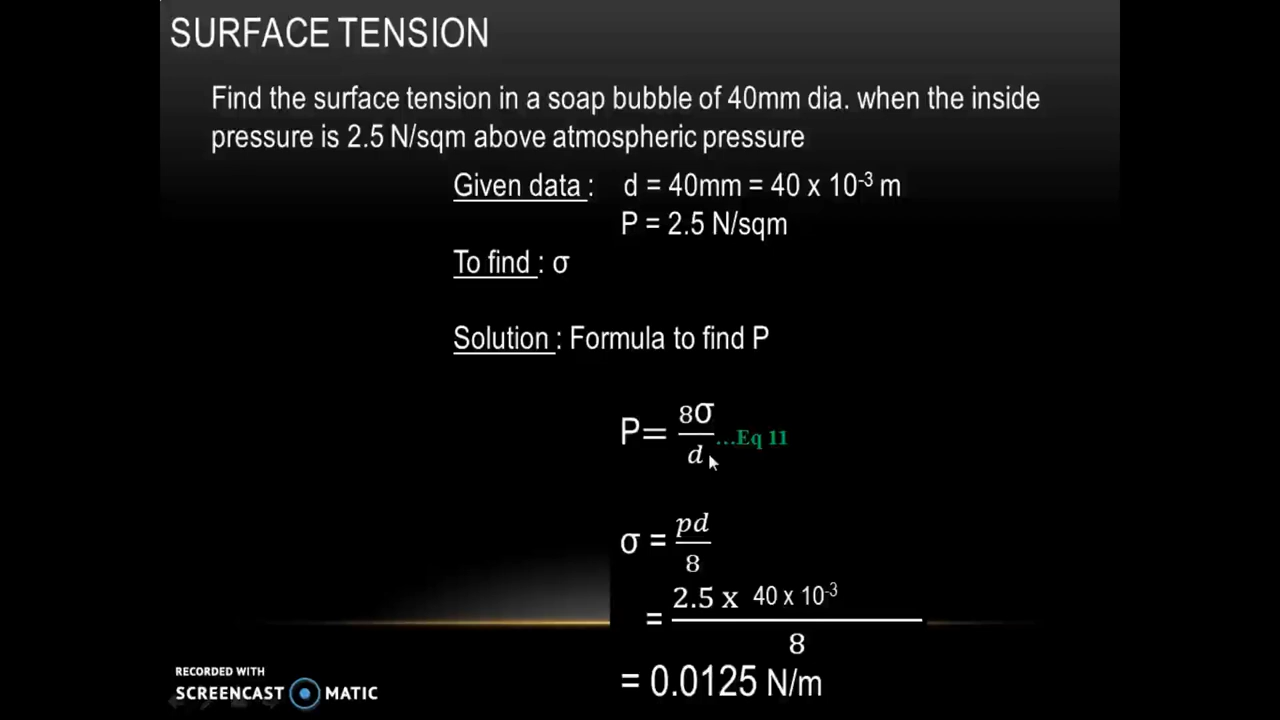 SURFACE TENSION
Find the surface tension in a soap bubble of 40mm dia. when the inside
pressure is 2.5 N/sqm above atmospheric pressure
Given data : d = 40mm = 40 x 10⁻³ m
P = 2.5 N/sqm
To find : σ
Solution : Formula to find P
P= 8σ/d ...Eq 11
σ = pd/8
= 2.5 x 40 x 10⁻³ / 8
= 0.0125 N/m
RECORDED WITH
SCREENCAST MATIC